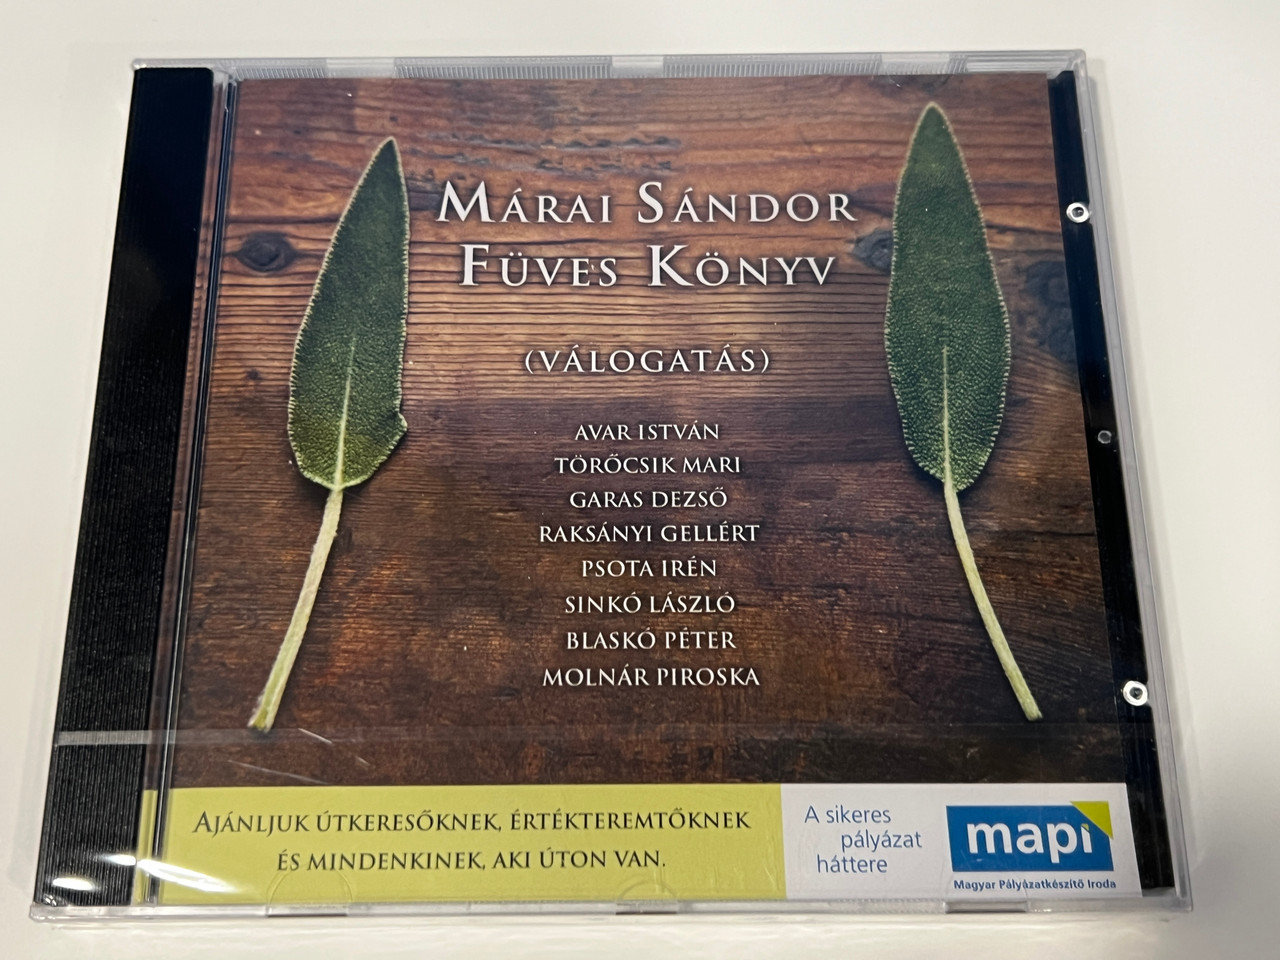 MÁRAI SÁNDOR
FÜVES KÖNYV
(VÁLOGATÁS)
AVAR ISTVÁN
TÖRŐCSIK MARI
GARAS DEZSŐ
RAKSÁNYI GELLÉRT
PSOTA IRÉN
SINKÓ LÁSZLÓ
BLASKÓ PÉTER
MOLNÁR PIROSKA
AJÁNLJUK ÚTKERESŐKNEK, ÉRTÉKTEREMTŐKNEK
ÉS MINDENKINEK, AKI ÚTON VAN.
A sikeres
pályázat
háttere
mapi
Magyar Pályázatkészítő Iroda